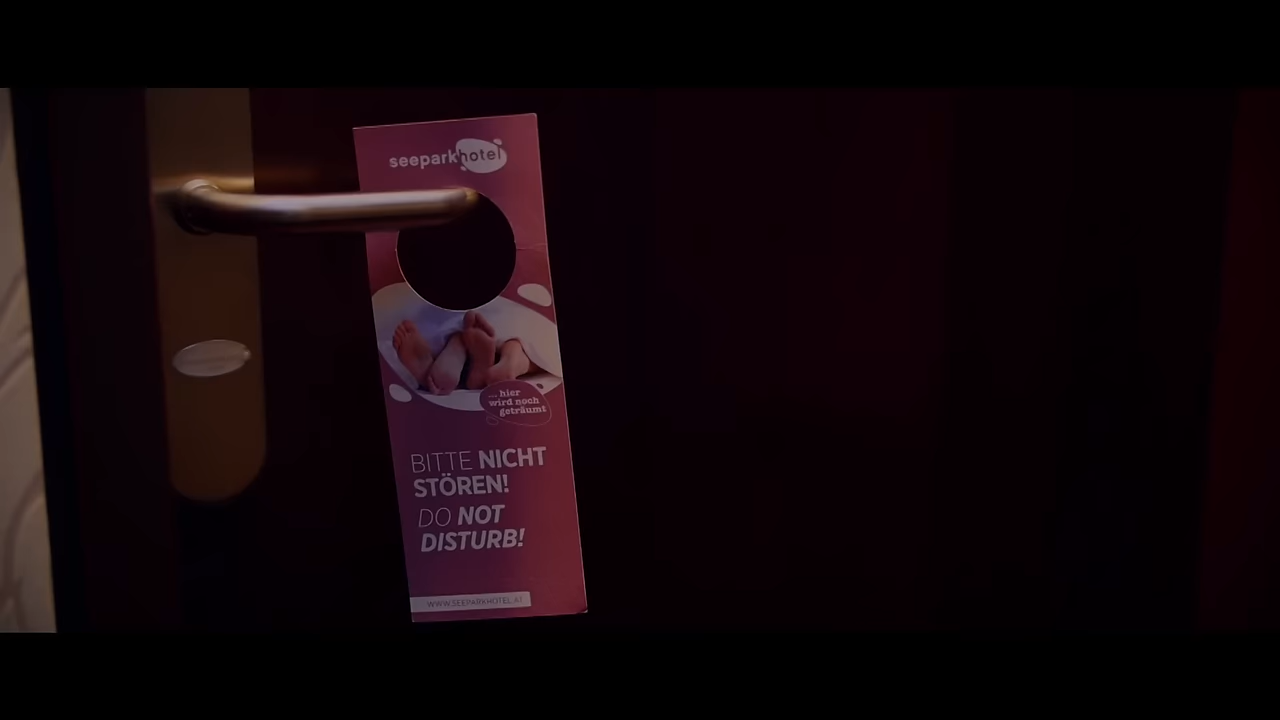 seeparkhotel
... hier
wird noch
geträumt
BITTE NICHT
STÖREN!
DO NOT
DISTURB!
WWW.SEEPARKHOTEL.AT